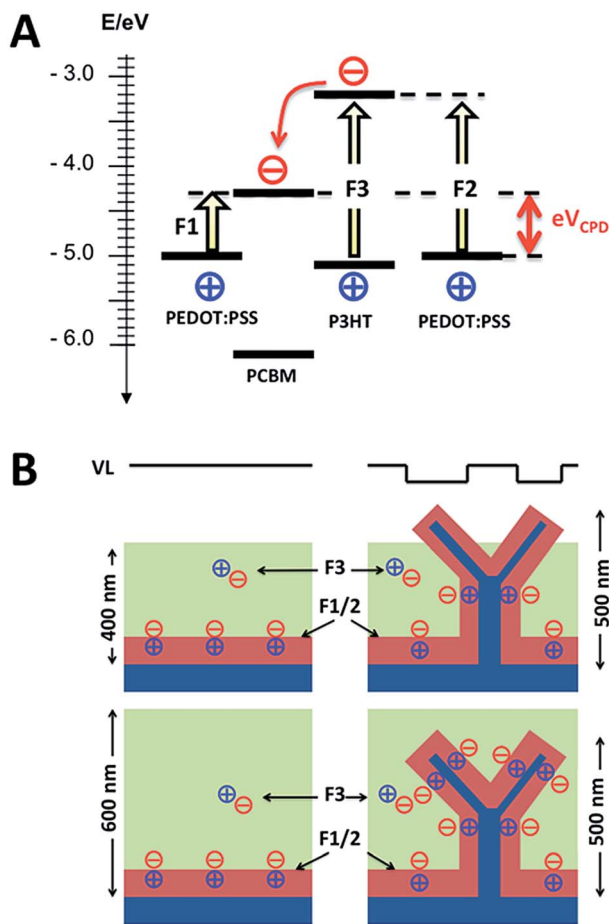 A
E/eV
- 3.0
- 4.0
- 5.0
- 6.0
F1
F3
F2
eVCPD
PEDOT:PSS
P3HT
PEDOT:PSS
PCBM
B
VL
400 nm
F3
F1/2
500 nm
600 nm
F3
F1/2
500 nm